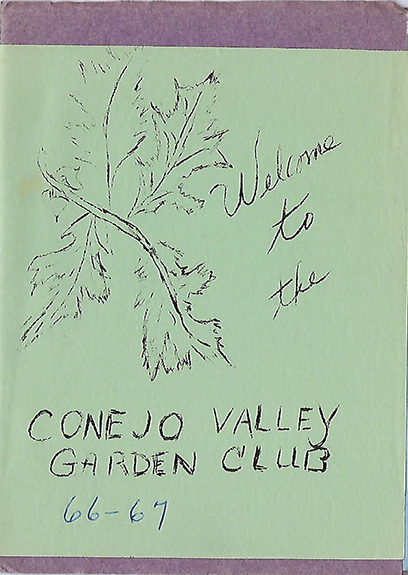 Welcome
to
the
CONEJO VALLEY
GARDEN CLUB
66-67